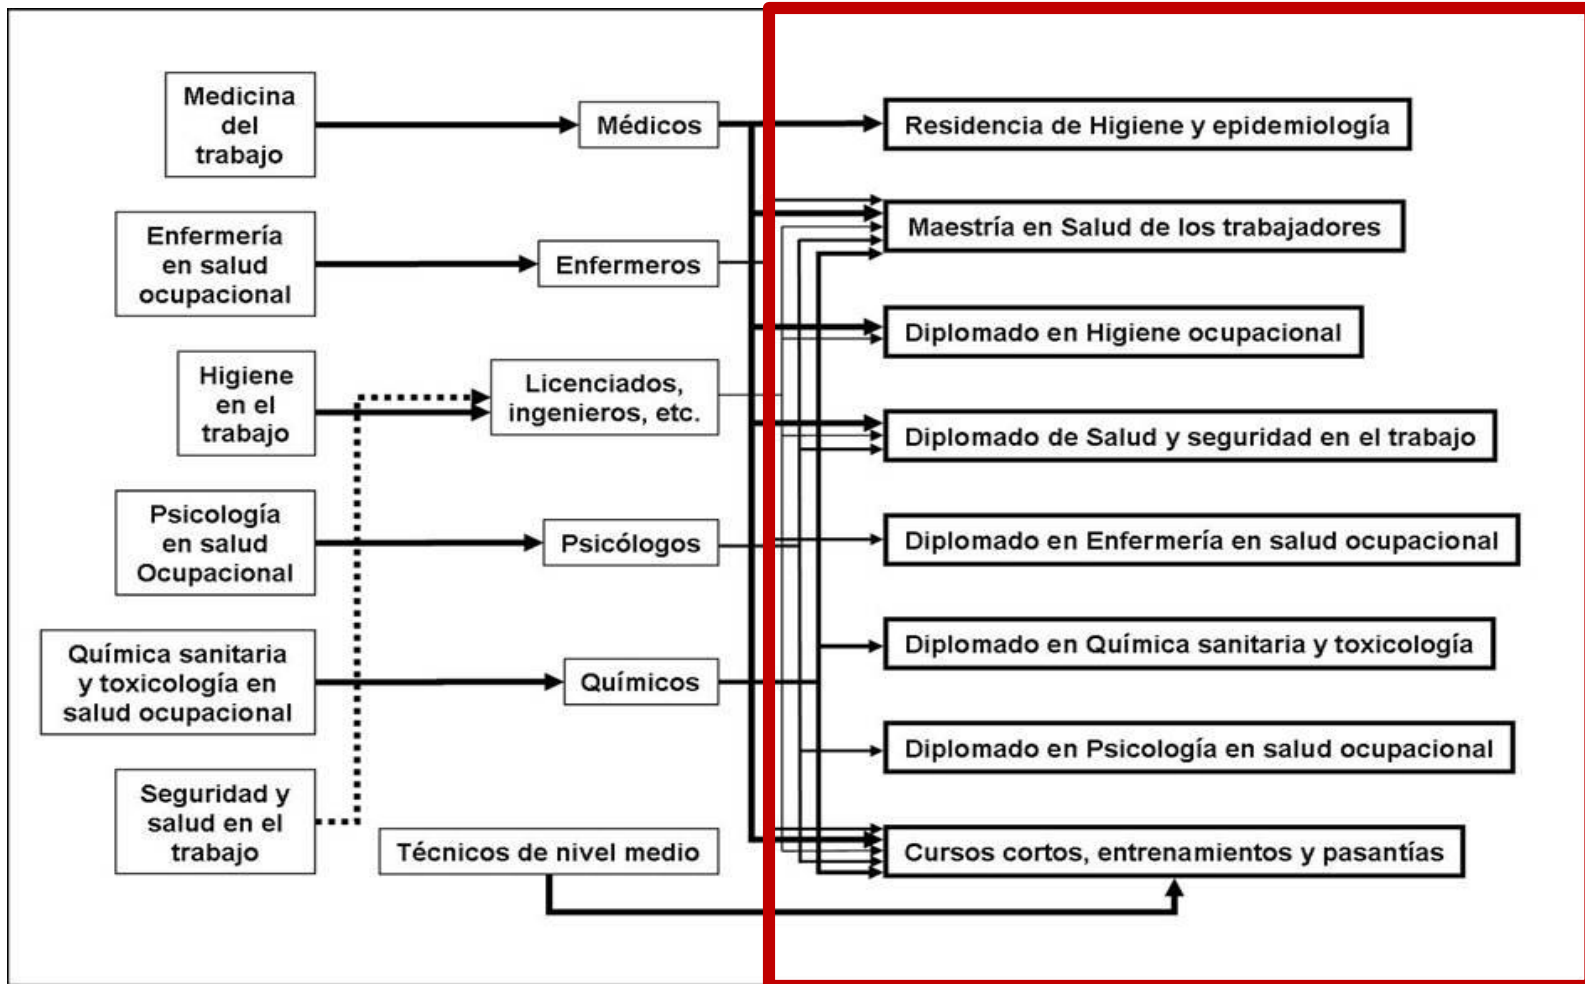 Medicina
del
trabajo
Médicos
Residencia de Higiene y epidemiología
Enfermería
en salud
ocupacional
Enfermeros
Maestría en Salud de los trabajadores
Diplomado en Higiene ocupacional
Higiene
en el
trabajo
Licenciados,
ingenieros, etc.
Diplomado de Salud y seguridad en el trabajo
Psicología
en salud
Ocupacional
Psicólogos
Diplomado en Enfermería en salud ocupacional
Química sanitaria
y toxicología en
salud ocupacional
Químicos
Diplomado en Química sanitaria y toxicología
Diplomado en Psicología en salud ocupacional
Seguridad y
salud en el
trabajo
Técnicos de nivel medio
Cursos cortos, entrenamientos y pasantías